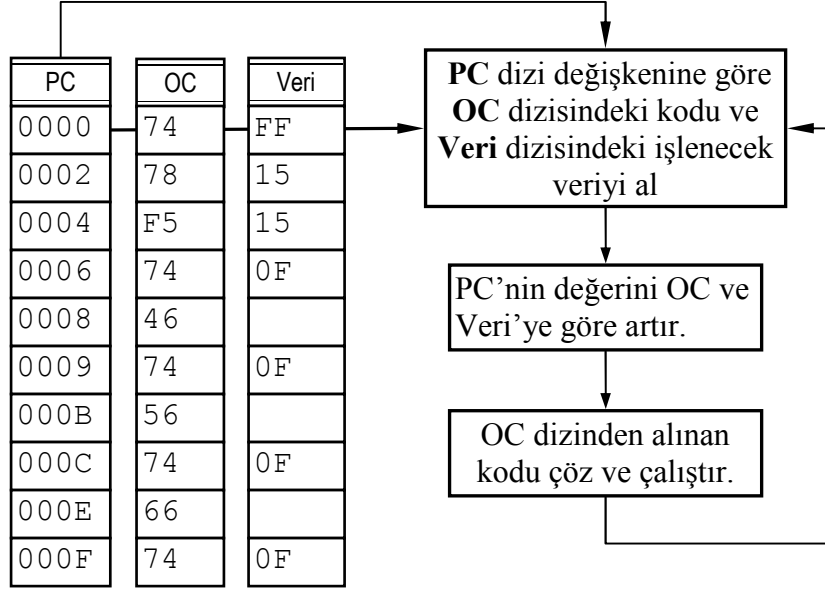 PC OC Veri
0000 74 FF
0002 78 15
0004 F5 15
0006 74 0F
0008 46
0009 74 0F
000B 56
000C 74 0F
000E 66
000F 74 0F
PC dizi değişkenine göre
OC dizisindeki kodu ve
Veri dizisindeki işlenecek
veriyi al
PC’nin değerini OC ve
Veri’ye göre artır.
OC dizinden alınan
kodu çöz ve çalıştır.